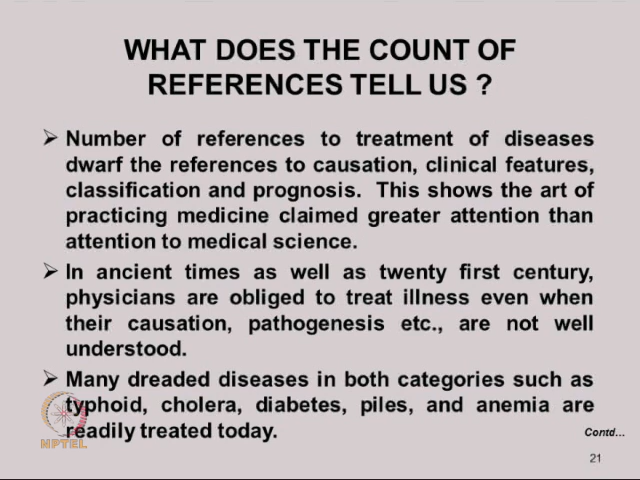 WHAT DOES THE COUNT OF
REFERENCES TELL US ?
➢ Number of references to treatment of diseases
dwarf the references to causation, clinical features,
classification and prognosis. This shows the art of
practicing medicine claimed greater attention than
attention to medical science.
➢ In ancient times as well as twenty first century,
physicians are obliged to treat illness even when
their causation, pathogenesis etc., are not well
understood.
➢ Many dreaded diseases in both categories such as
typhoid, cholera, diabetes, piles, and anemia are
readily treated today.
Contd...
NPTEL
21